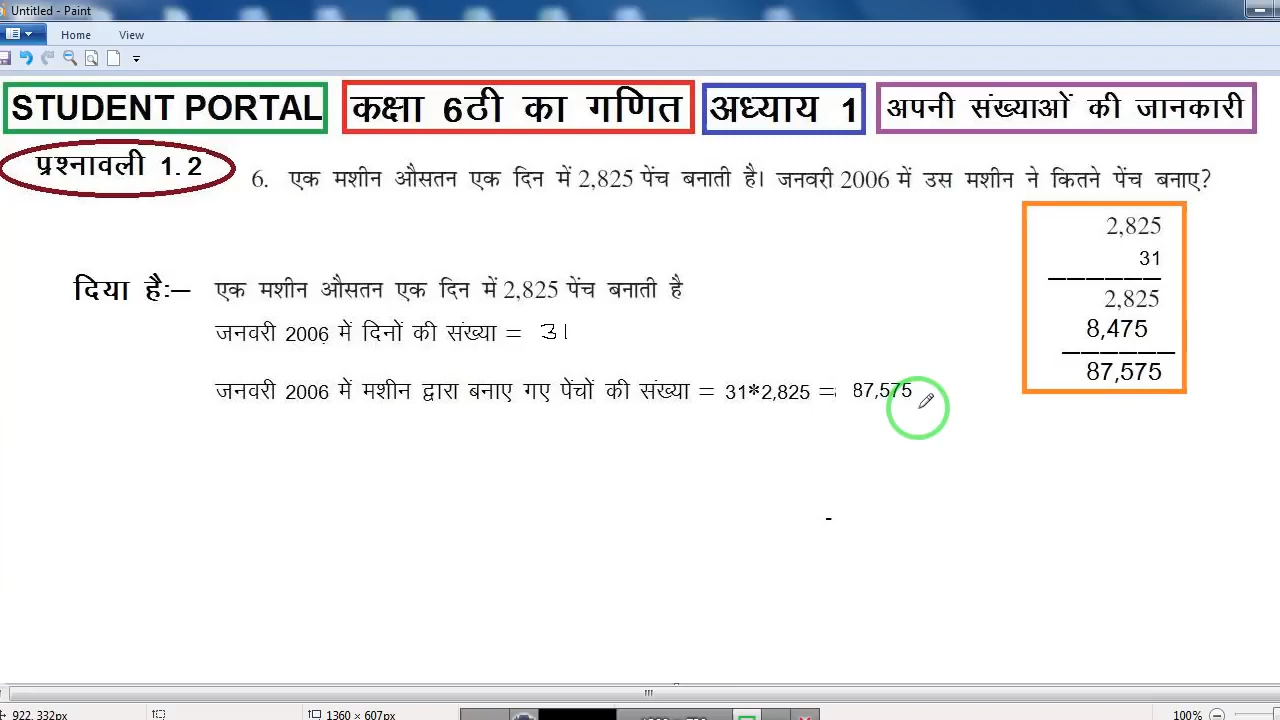 Untitled - Paint
Home View
STUDENT PORTAL कक्षा 6ठी का गणित अध्याय 1 अपनी संख्याओं की जानकारी
प्रश्नावली 1.2
6. एक मशीन औसतन एक दिन में 2,825 पेंच बनाती है। जनवरी 2006 में उस मशीन ने कितने पेंच बनाए?
2,825
31
——————
2,825
8,475
——————
87,575
दिया है:— एक मशीन औसतन एक दिन में 2,825 पेंच बनाती है
जनवरी 2006 में दिनों की संख्या = 31
जनवरी 2006 में मशीन द्वारा बनाए गए पेंचों की संख्या = 31*2,825 = 87,575
-
922, 332px 1360 × 607px 100%